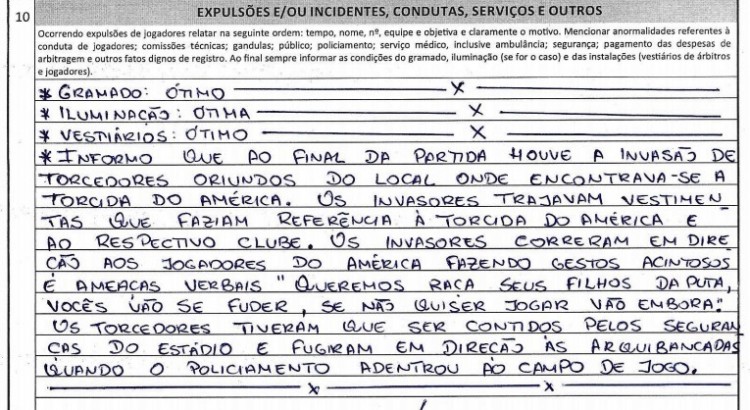 10
EXPULSÕES E/OU INCIDENTES, CONDUTAS, SERVIÇOS E OUTROS
Ocorrendo expulsões de jogadores relatar na seguinte ordem: tempo, nome, nº, equipe e objetiva e claramente o motivo. Mencionar anormalidades referentes à
conduta de jogadores; comissões técnicas; gandulas; público; policiamento; serviço médico, inclusive ambulância; segurança; pagamento das despesas de
arbitragem e outros fatos dignos de registro. Ao final sempre informar as condições do gramado, iluminação (se for o caso) e das instalações (vestiários de árbitros
e jogadores).
* GRAMADO: ÓTIMO ——— X ———
* ILUMINAÇÃO: ÓTIMA ——— X ———
* VESTIÁRIOS: ÓTIMO ——— X ———
* INFORMO QUE AO FINAL DA PARTIDA HOUVE A INVASÃO DE
TORCEDORES ORIUNDOS DO LOCAL ONDE ENCONTRAVA-SE A
TORCIDA DO AMÉRICA. OS INVASORES TRAJAVAM VESTIMEN
TAS QUE FAZIAM REFERÊNCIA À TORCIDA DO AMÉRICA E
AO RESPECTIVO CLUBE. OS INVASORES CORRERAM EM DIRE
ÇÃO AOS JOGADORES DO AMÉRICA FAZENDO GESTOS ACINTOSOS
E AMEAÇAS VERBAIS "QUEREMOS RAÇA SEUS FILHOS DA PUTA,
VOCÊS VÃO SE FUDER, SE NÃO QUISER JOGAR VÃO EMBORA."
OS TORCEDORES TIVERAM QUE SER CONTIDOS PELOS SEGURAN
ÇAS DO ESTÁDIO E FUGIRAM EM DIREÇÃO ÀS ARQUIBANCADAS
QUANDO O POLICIAMENTO ADENTROU AO CAMPO DE JOGO.
——— X ——— X ———